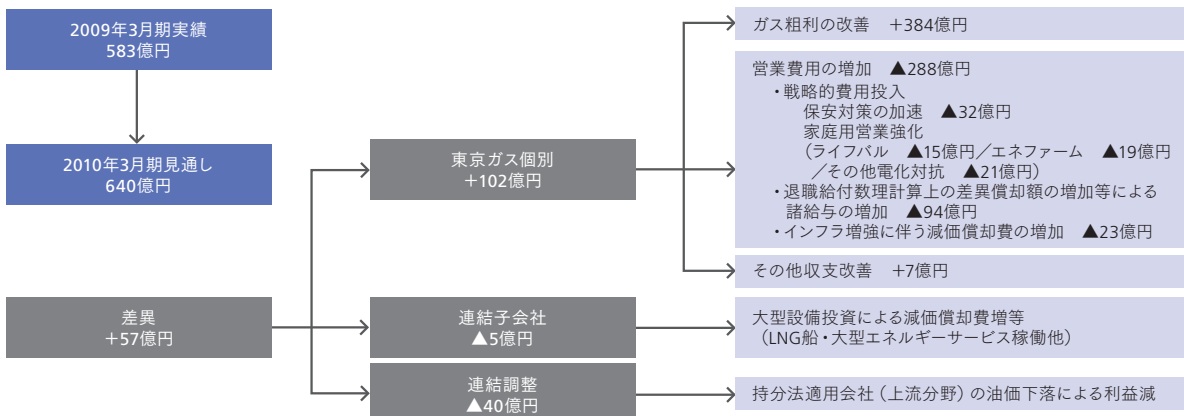 2009年3月期実績
583億円
2010年3月期見通し
640億円
差異
+57億円
東京ガス個別
+102億円
連結子会社
▲5億円
連結調整
▲40億円
ガス粗利の改善 +384億円
営業費用の増加 ▲288億円
・戦略的費用投入
保安対策の加速 ▲32億円
家庭用営業強化
(ライフバル ▲15億円/エネファーム ▲19億円
/その他電化対抗 ▲21億円)
・退職給付数理計算上の差異償却額の増加等による
諸給与の増加 ▲94億円
・インフラ増強に伴う減価償却費の増加 ▲23億円
その他収支改善 +7億円
大型設備投資による減価償却費増等
(LNG船・大型エネルギーサービス稼働他)
持分法適用会社(上流分野)の油価下落による利益減